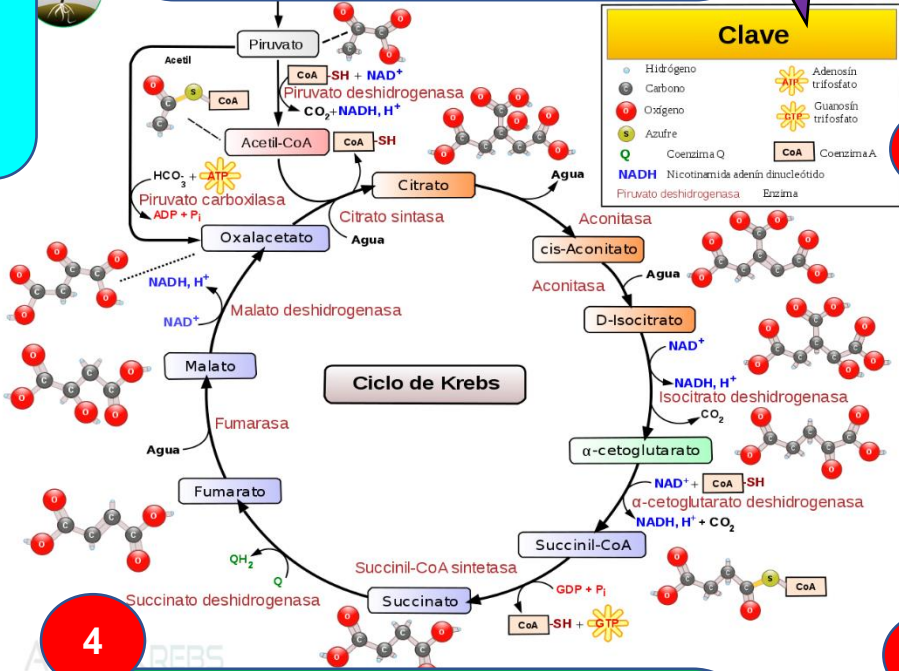 Clave
Hidrógeno
Carbono
Oxígeno
Azufre
Q Coenzima Q
NADH Nicotinamida adenín dinucleótido
Piruvato deshidrogenasa Enzima
ATP Adenosín
trifosfato
GTP Guanosín
trifosfato
CoA Coenzima A
Piruvato
Acetil
CoA-SH + NAD⁺
Piruvato deshidrogenasa
CO₂+NADH, H⁺
S CoA
Acetil-CoA
CoA-SH
HCO₃⁻ + ATP
Piruvato carboxilasa
ADP + Pᵢ
Citrato
Citrato sintasa
Agua
Agua
Aconitasa
cis-Aconitato
Aconitasa
Agua
D-Isocitrato
NAD⁺
NADH, H⁺
Isocitrato deshidrogenasa
CO₂
α-cetoglutarato
NAD⁺ + CoA-SH
α-cetoglutarato deshidrogenasa
NADH, H⁺ + CO₂
Succinil-CoA
S CoA
Succinil-CoA sintetasa
GDP + Pᵢ
CoA-SH + GTP
Succinato
Succinato deshidrogenasa
Q
QH₂
Fumarato
Fumarasa
Agua
Malato
Malato deshidrogenasa
NAD⁺
NADH, H⁺
Oxalacetato
Ciclo de Krebs
4
KREBS